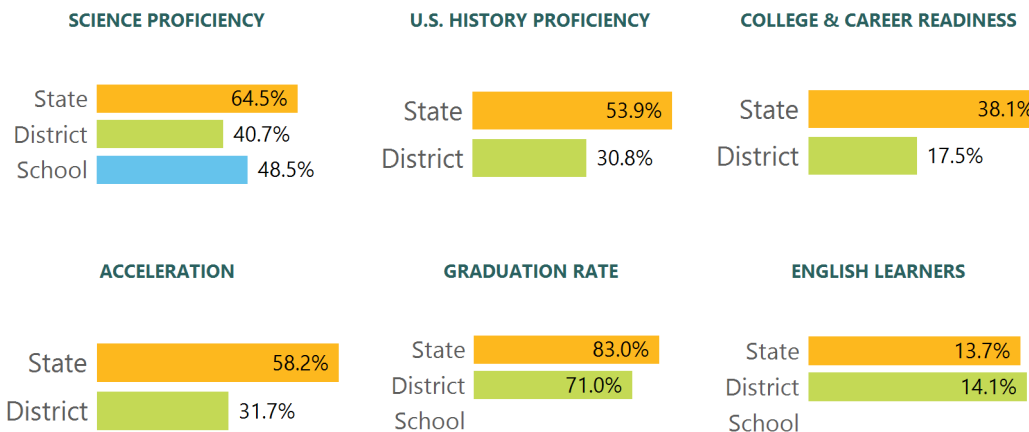 SCIENCE PROFICIENCY
State 64.5%
District 40.7%
School 48.5%
U.S. HISTORY PROFICIENCY
State 53.9%
District 30.8%
COLLEGE & CAREER READINESS
State 38.1%
District 17.5%
ACCELERATION
State 58.2%
District 31.7%
GRADUATION RATE
State 83.0%
District 71.0%
School
ENGLISH LEARNERS
State 13.7%
District 14.1%
School